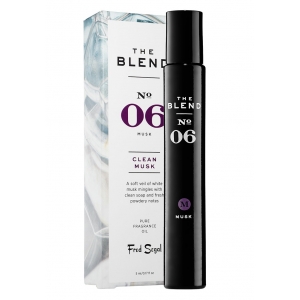 THE
BLEND
Nº
06
MUSK
CLEAN
MUSK
A soft veil of white
musk mingles with
clean soap and fresh
powdery notes
PURE
FRAGRANCE
OIL
Fred Segal
THE
BLEND
Nº
06
M
MUSK